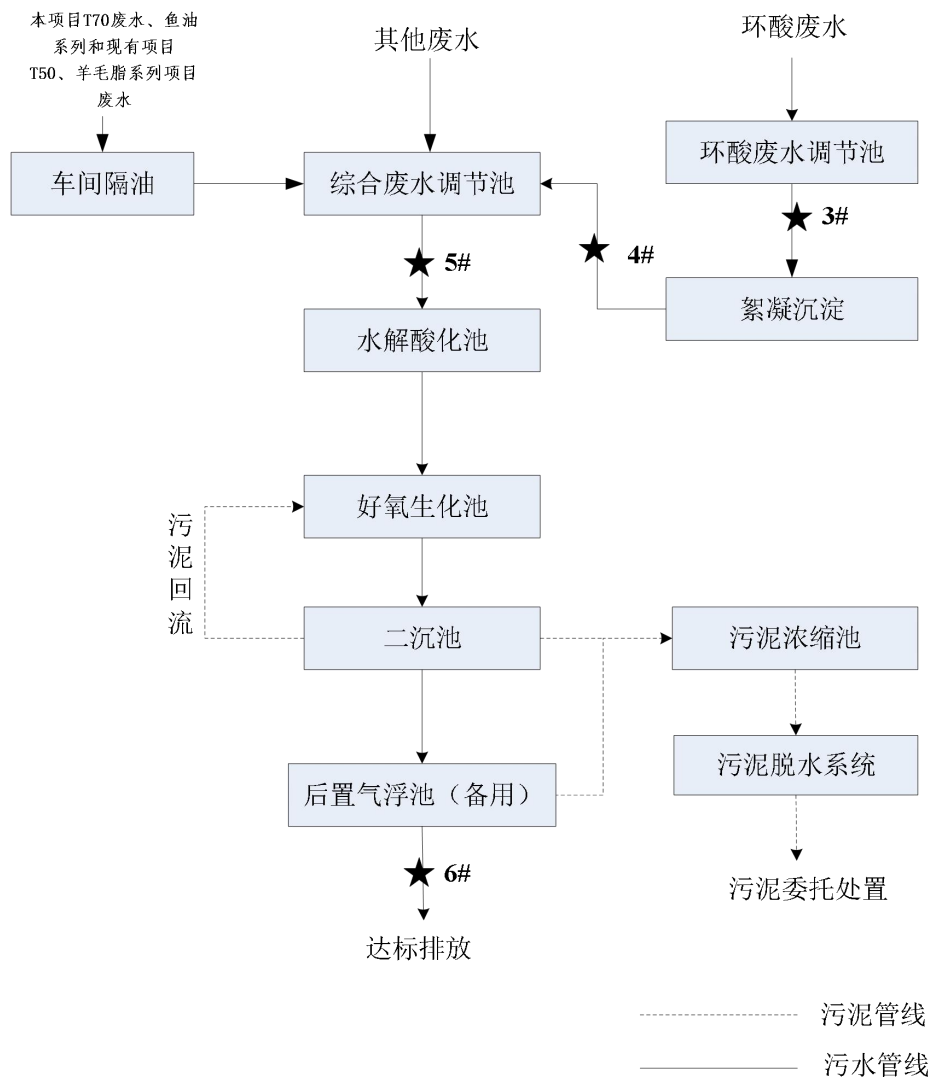 本项目T70废水、鱼油
系列和现有项目
T50、羊毛脂系列项目
废水
其他废水
环酸废水
车间隔油
综合废水调节池
环酸废水调节池
3#
4#
5#
絮凝沉淀
水解酸化池
好氧生化池
污泥回流
二沉池
污泥浓缩池
后置气浮池（备用）
污泥脱水系统
6#
污泥委托处置
达标排放
污泥管线
污水管线